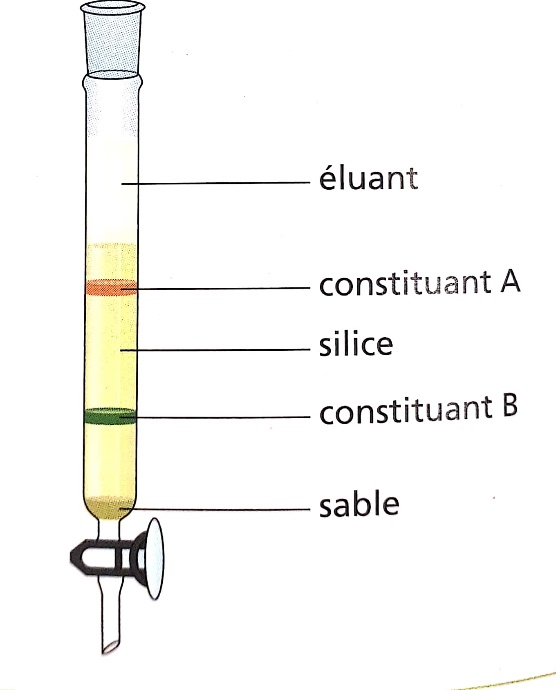 éluant
constituant A
silice
constituant B
sable